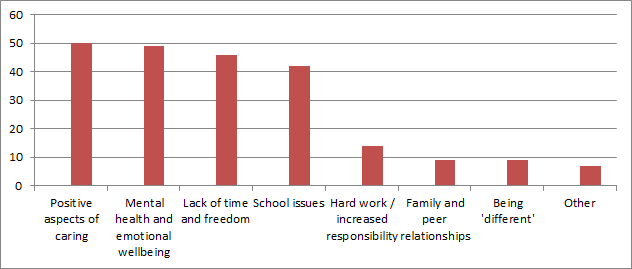 60
50
40
30
20
10
0
Positive
aspects of
caring
Mental
health and
emotional
wellbeing
Lack of time
and freedom
School issues
Hard work /
increased
responsibility
Family and
peer
relationships
Being
'different'
Other